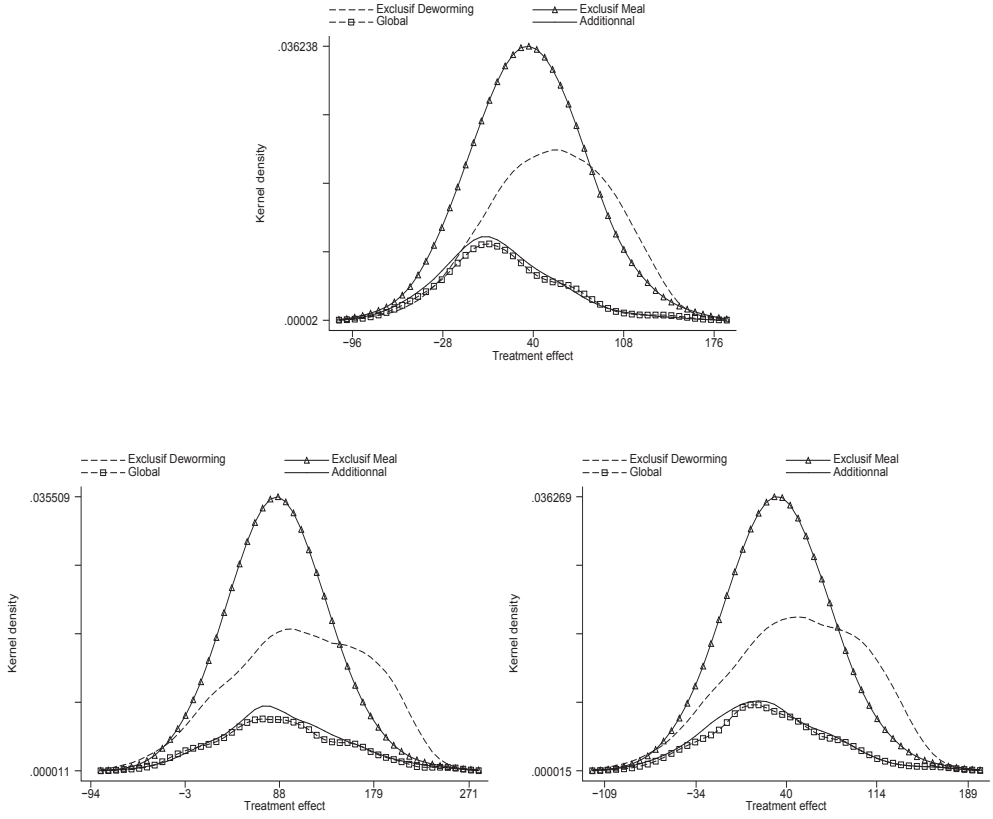 Exclusif Deworming Exclusif Meal
Global Additionnal
.036238
Kernel density
.00002
−96 −28 40 108 176
Treatment effect
Exclusif Deworming Exclusif Meal
Global Additionnal
.035509
Kernel density
.000011
−94 −3 88 179 271
Treatment effect
Exclusif Deworming Exclusif Meal
Global Additionnal
.036269
Kernel density
.000015
−109 −34 40 114 189
Treatment effect